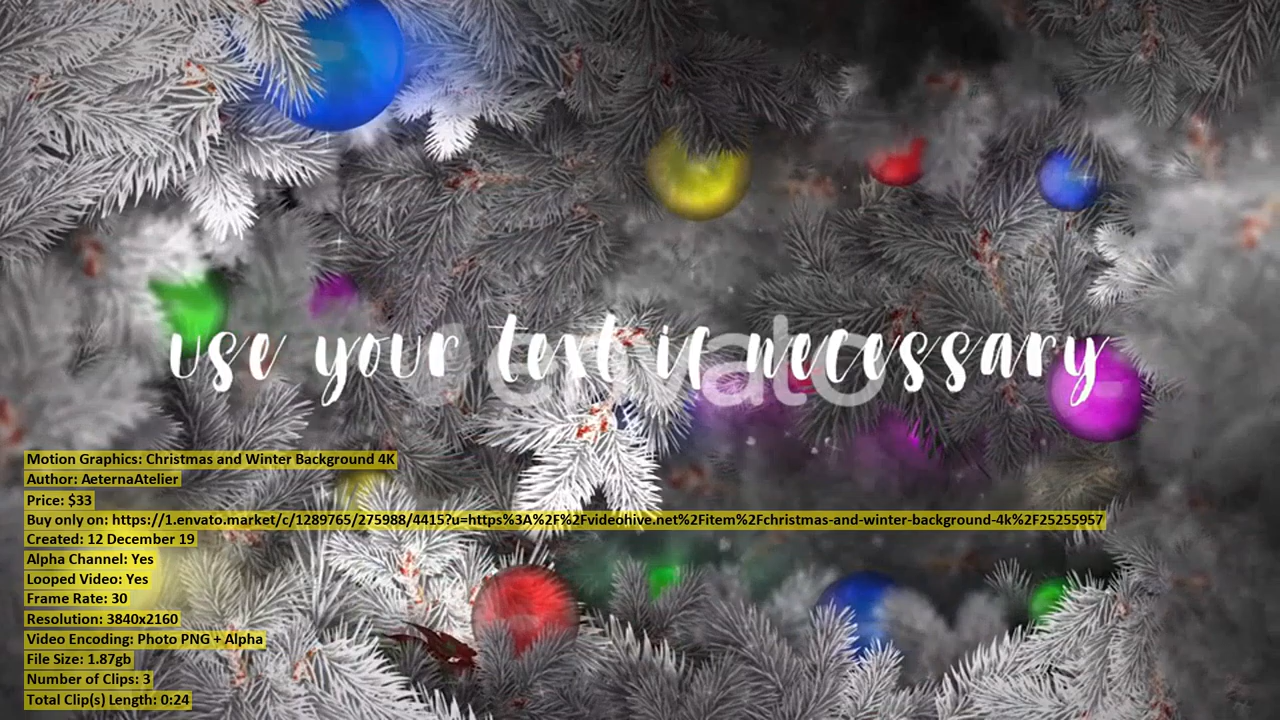 use your text if necessary
envato
Motion Graphics: Christmas and Winter Background 4K
Author: AeternaAtelier
Price: $33
Buy only on: https://1.envato.market/c/1289765/275988/4415?u=https%3A%2F%2Fvideohive.net%2Fitem%2Fchristmas-and-winter-background-4k%2F25255957
Created: 12 December 19
Alpha Channel: Yes
Looped Video: Yes
Frame Rate: 30
Resolution: 3840x2160
Video Encoding: Photo PNG + Alpha
File Size: 1.87gb
Number of Clips: 3
Total Clip(s) Length: 0:24